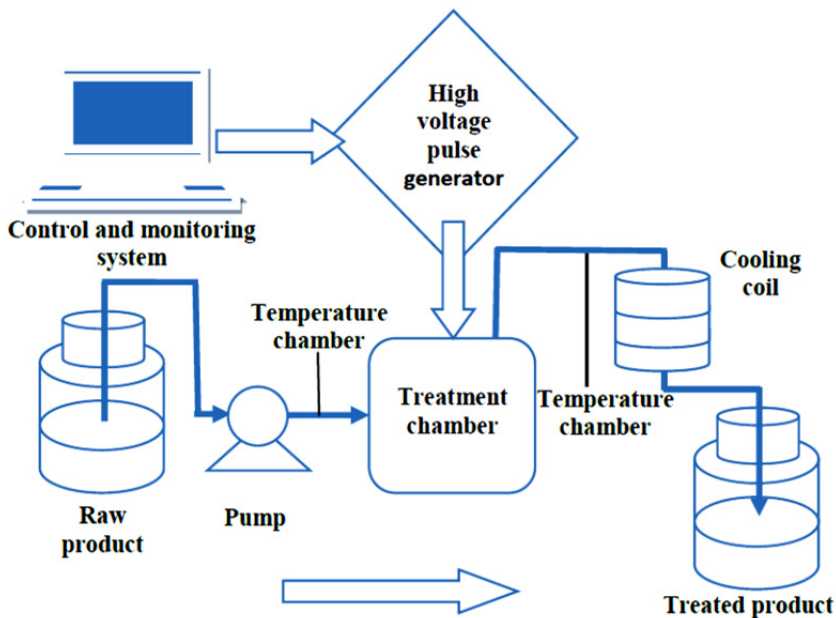 High
voltage
pulse
generator
Control and monitoring
system
Cooling
coil
Temperature
chamber
Treatment
chamber
Temperature
chamber
Raw
product
Pump
Treated product